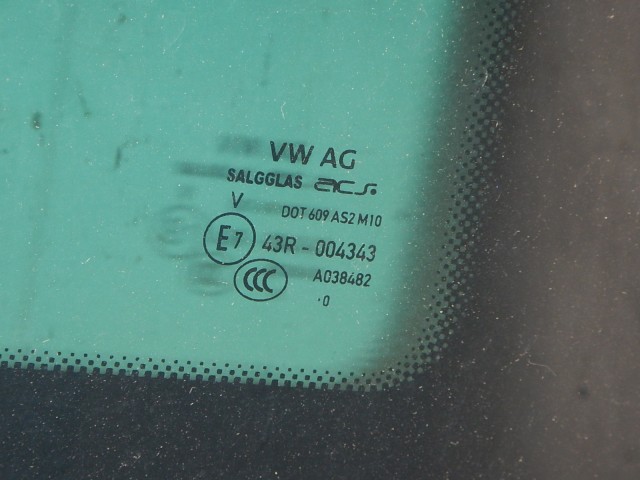 VW AG
SALGGLAS acs.
V DOT 609 AS2 M10
E7 43R - 004343
CCC A038482
.0